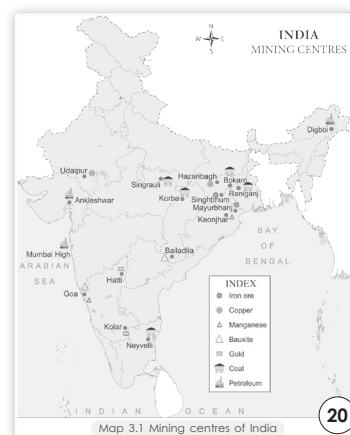 N
W
E
S
INDIA
MINING CENTRES
Digboi
Udaipur
Hazaribagh
Bokaro
Singrauli
Raniganj
Ankleshwar
Korba
Singhbhum
Mayurbhanj
Keonjhar
BAY
OF
BENGAL
Mumbai High
Bailadila
ARABIAN
SEA
Hatti
Goa
INDEX
Iron ore
Copper
Manganese
Bauxite
Gold
Coal
Petroleum
Kolar
Neyvelli
INDIAN OCEAN
20
Map 3.1 Mining centres of India